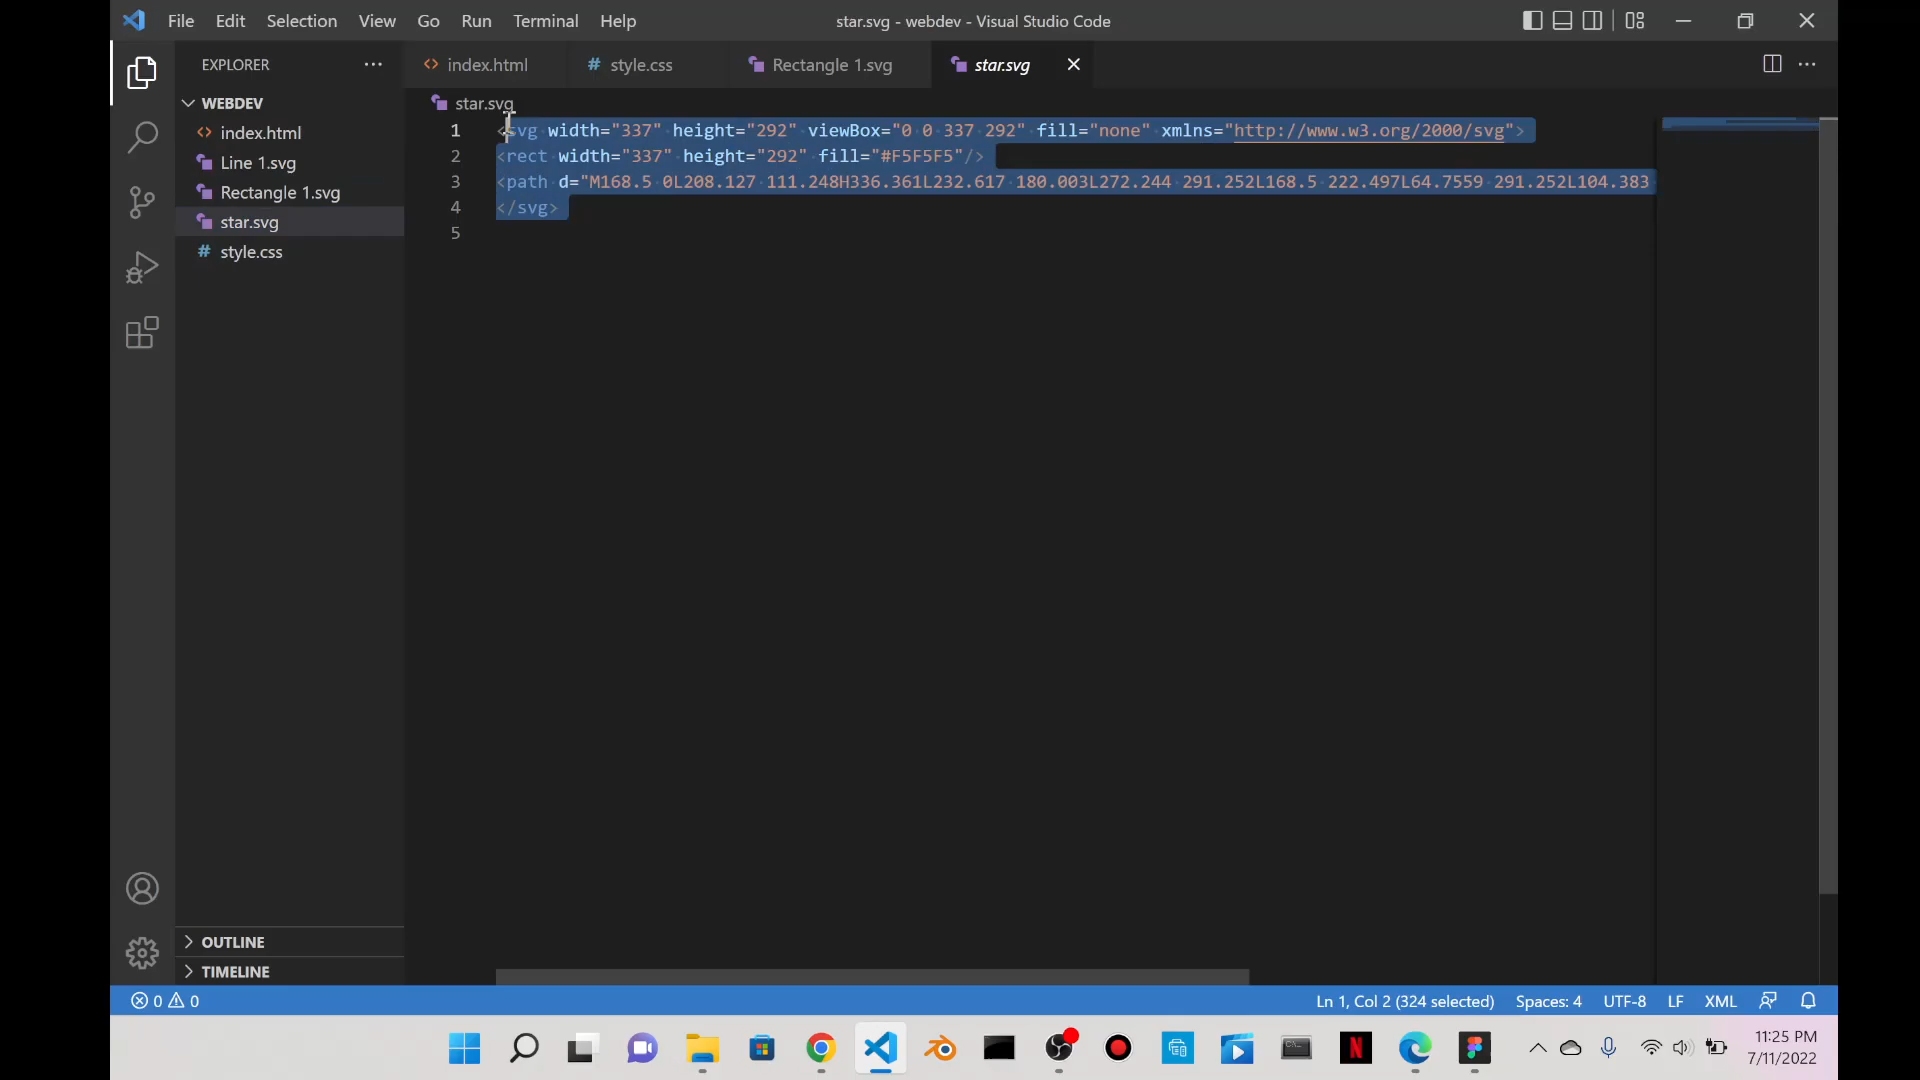 File Edit Selection View Go Run Terminal Help
star.svg - webdev - Visual Studio Code
EXPLORER
index.html
style.css
Rectangle 1.svg
star.svg
WEBDEV
index.html
Line 1.svg
Rectangle 1.svg
star.svg
style.css
OUTLINE
TIMELINE
star.svg
1 <svg width="337" height="292" viewBox="0 0 337 292" fill="none" xmlns="http://www.w3.org/2000/svg">
2 <rect width="337" height="292" fill="#F5F5F5"/>
3 <path d="M168.5 0L208.127 111.248H336.361L232.617 180.003L272.244 291.252L168.5 222.497L64.7559 291.252L104.383
4 </svg>
5
0 0
Ln 1, Col 2 (324 selected) Spaces: 4 UTF-8 LF XML
N
11:25 PM
7/11/2022